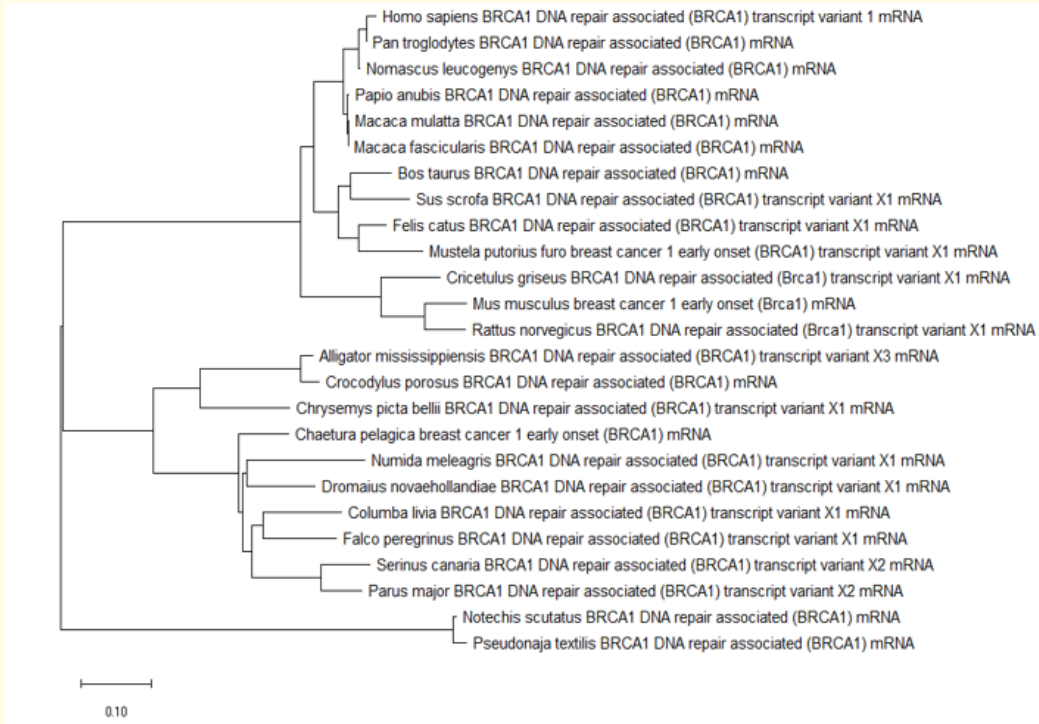 Homo sapiens BRCA1 DNA repair associated (BRCA1) transcript variant 1 mRNA
Pan troglodytes BRCA1 DNA repair associated (BRCA1) mRNA
Nomascus leucogenys BRCA1 DNA repair associated (BRCA1) mRNA
Papio anubis BRCA1 DNA repair associated (BRCA1) mRNA
Macaca mulatta BRCA1 DNA repair associated (BRCA1) mRNA
Macaca fascicularis BRCA1 DNA repair associated (BRCA1) mRNA
Bos taurus BRCA1 DNA repair associated (BRCA1) mRNA
Sus scrofa BRCA1 DNA repair associated (BRCA1) transcript variant X1 mRNA
Felis catus BRCA1 DNA repair associated (BRCA1) transcript variant X1 mRNA
Mustela putorius furo breast cancer 1 early onset (BRCA1) transcript variant X1 mRNA
Cricetulus griseus BRCA1 DNA repair associated (Brca1) transcript variant X1 mRNA
Mus musculus breast cancer 1 early onset (Brca1) mRNA
Rattus norvegicus BRCA1 DNA repair associated (Brca1) transcript variant X1 mRNA
Alligator mississippiensis BRCA1 DNA repair associated (BRCA1) transcript variant X3 mRNA
Crocodylus porosus BRCA1 DNA repair associated (BRCA1) mRNA
Chrysemys picta bellii BRCA1 DNA repair associated (BRCA1) transcript variant X1 mRNA
Chaetura pelagica breast cancer 1 early onset (BRCA1) mRNA
Numida meleagris BRCA1 DNA repair associated (BRCA1) transcript variant X1 mRNA
Dromaius novaehollandiae BRCA1 DNA repair associated (BRCA1) transcript variant X1 mRNA
Columba livia BRCA1 DNA repair associated (BRCA1) transcript variant X1 mRNA
Falco peregrinus BRCA1 DNA repair associated (BRCA1) transcript variant X1 mRNA
Serinus canaria BRCA1 DNA repair associated (BRCA1) transcript variant X2 mRNA
Parus major BRCA1 DNA repair associated (BRCA1) transcript variant X2 mRNA
Notechis scutatus BRCA1 DNA repair associated (BRCA1) mRNA
Pseudonaja textilis BRCA1 DNA repair associated (BRCA1) mRNA
0.10